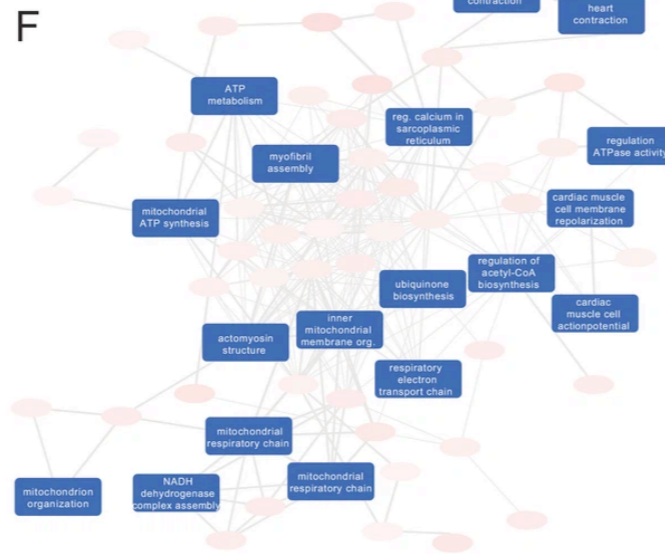 F
contraction
heart
contraction
ATP
metabolism
reg. calcium in
sarcoplasmic
reticulum
regulation
ATPase activity
myofibril
assembly
mitochondrial
ATP synthesis
cardiac muscle
cell membrane
repolarization
regulation of
acetyl-CoA
biosynthesis
ubiquinone
biosynthesis
cardiac
muscle cell
actionpotential
inner
mitochondrial
membrane org.
actomyosin
structure
respiratory
electron
transport chain
mitochondrial
respiratory chain
mitochondrial
respiratory chain
NADH
dehydrogenase
complex assembly
mitochondrion
organization